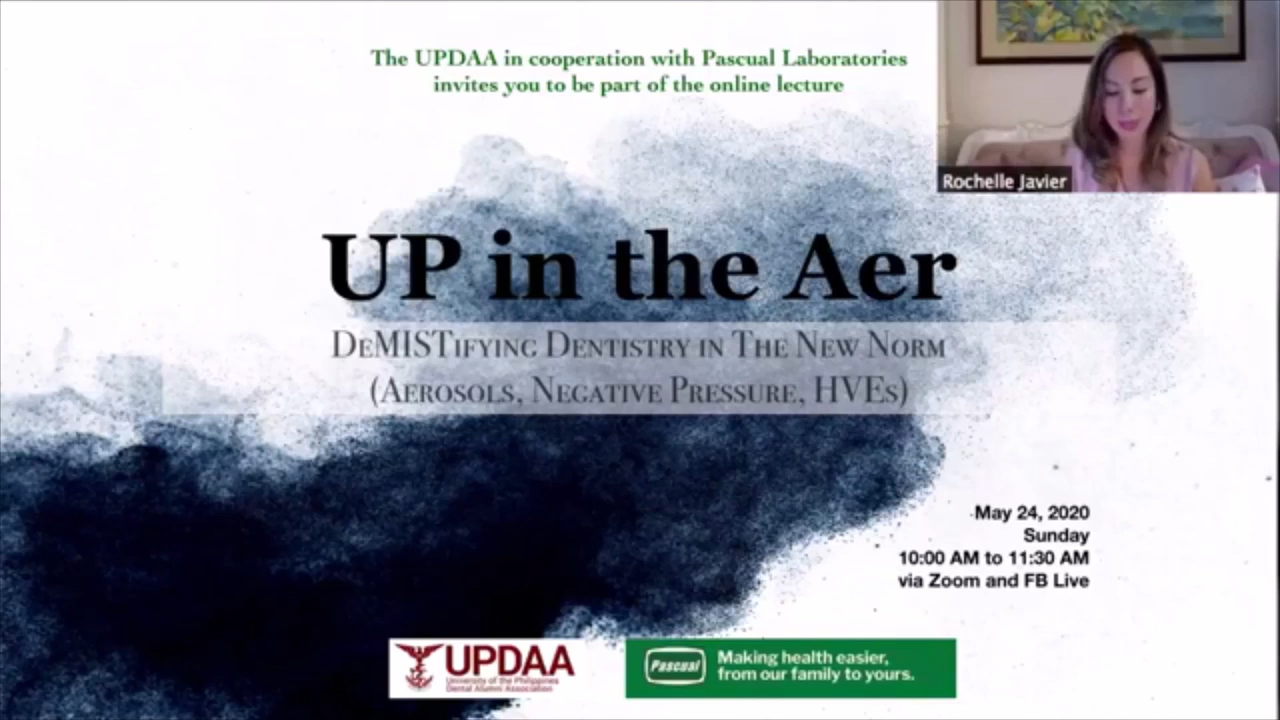 The UPDAA in cooperation with Pascual Laboratories
invites you to be part of the online lecture
Rochelle Javier
UP in the Aer
DeMISTifying Dentistry in The New Norm
(Aerosols, Negative Pressure, HVEs)
May 24, 2020
Sunday
10:00 AM to 11:30 AM
via Zoom and FB Live
UPDAA
University of the Philippines
Dental Alumni Association
Pascual
Making health easier,
from our family to yours.